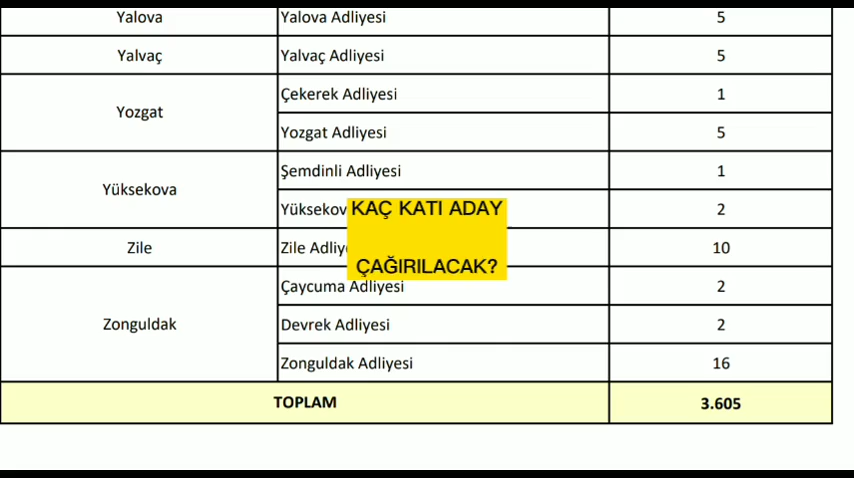 Yalova Yalova Adliyesi 5
Yalvaç Yalvaç Adliyesi 5
Yozgat Çekerek Adliyesi 1
Yozgat Adliyesi 5
Yüksekova Şemdinli Adliyesi 1
Yüksekov 2
KAÇ KATI ADAY
ÇAĞIRILACAK?
Zile Zile Adliy 10
Zonguldak Çaycuma Adliyesi 2
Devrek Adliyesi 2
Zonguldak Adliyesi 16
TOPLAM 3.605